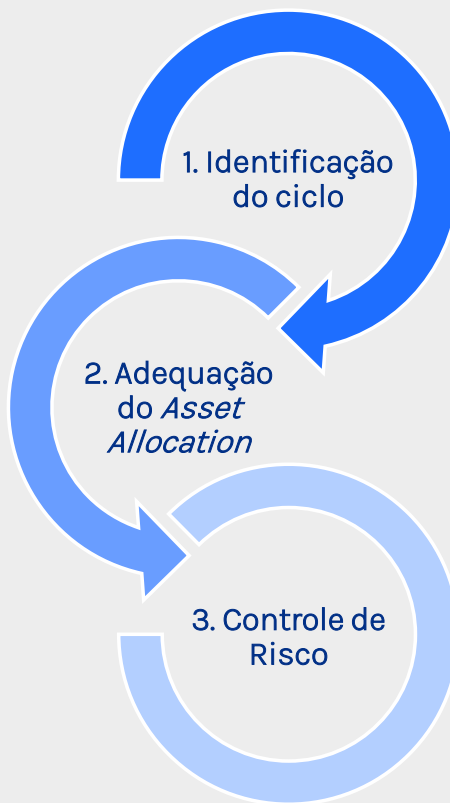 1. Identificação
do ciclo
2. Adequação
do Asset
Allocation
3. Controle de
Risco